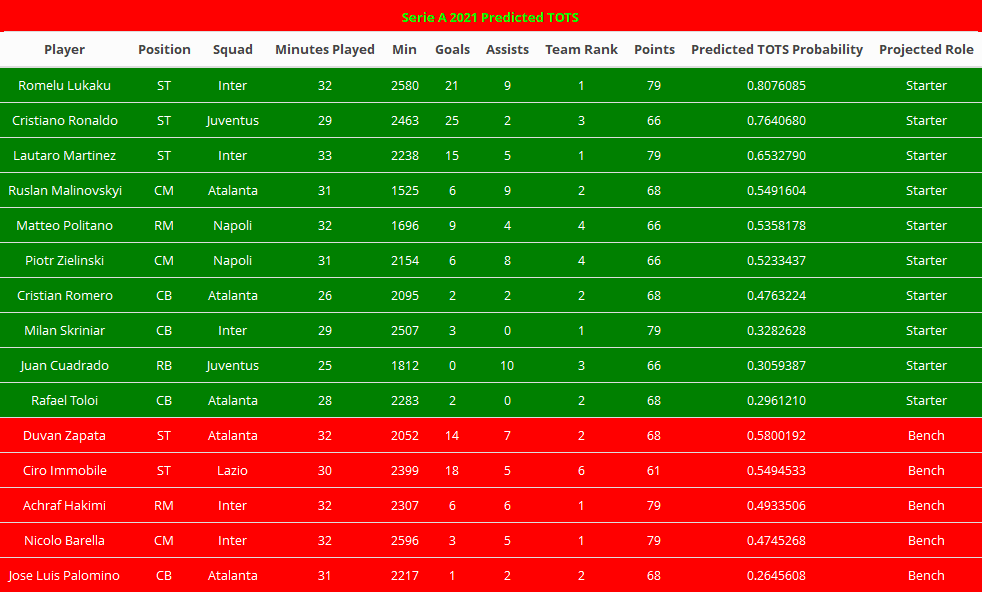 Serie A 2021 Predicted TOTS
Player Position Squad Minutes Played Min Goals Assists Team Rank Points Predicted TOTS Probability Projected Role
Romelu Lukaku ST Inter 32 2580 21 9 1 79 0.8076085 Starter
Cristiano Ronaldo ST Juventus 29 2463 25 2 3 66 0.7640680 Starter
Lautaro Martinez ST Inter 33 2238 15 5 1 79 0.6532790 Starter
Ruslan Malinovskyi CM Atalanta 31 1525 6 9 2 68 0.5491604 Starter
Matteo Politano RM Napoli 32 1696 9 4 4 66 0.5358178 Starter
Piotr Zielinski CM Napoli 31 2154 6 8 4 66 0.5233437 Starter
Cristian Romero CB Atalanta 26 2095 2 2 2 68 0.4763224 Starter
Milan Skriniar CB Inter 29 2507 3 0 1 79 0.3282628 Starter
Juan Cuadrado RB Juventus 25 1812 0 10 3 66 0.3059387 Starter
Rafael Toloi CB Atalanta 28 2283 2 0 2 68 0.2961210 Starter
Duvan Zapata ST Atalanta 32 2052 14 7 2 68 0.5800192 Bench
Ciro Immobile ST Lazio 30 2399 18 5 6 61 0.5494533 Bench
Achraf Hakimi RM Inter 32 2307 6 6 1 79 0.4933506 Bench
Nicolo Barella CM Inter 32 2596 3 5 1 79 0.4745268 Bench
Jose Luis Palomino CB Atalanta 31 2217 1 2 2 68 0.2645608 Bench